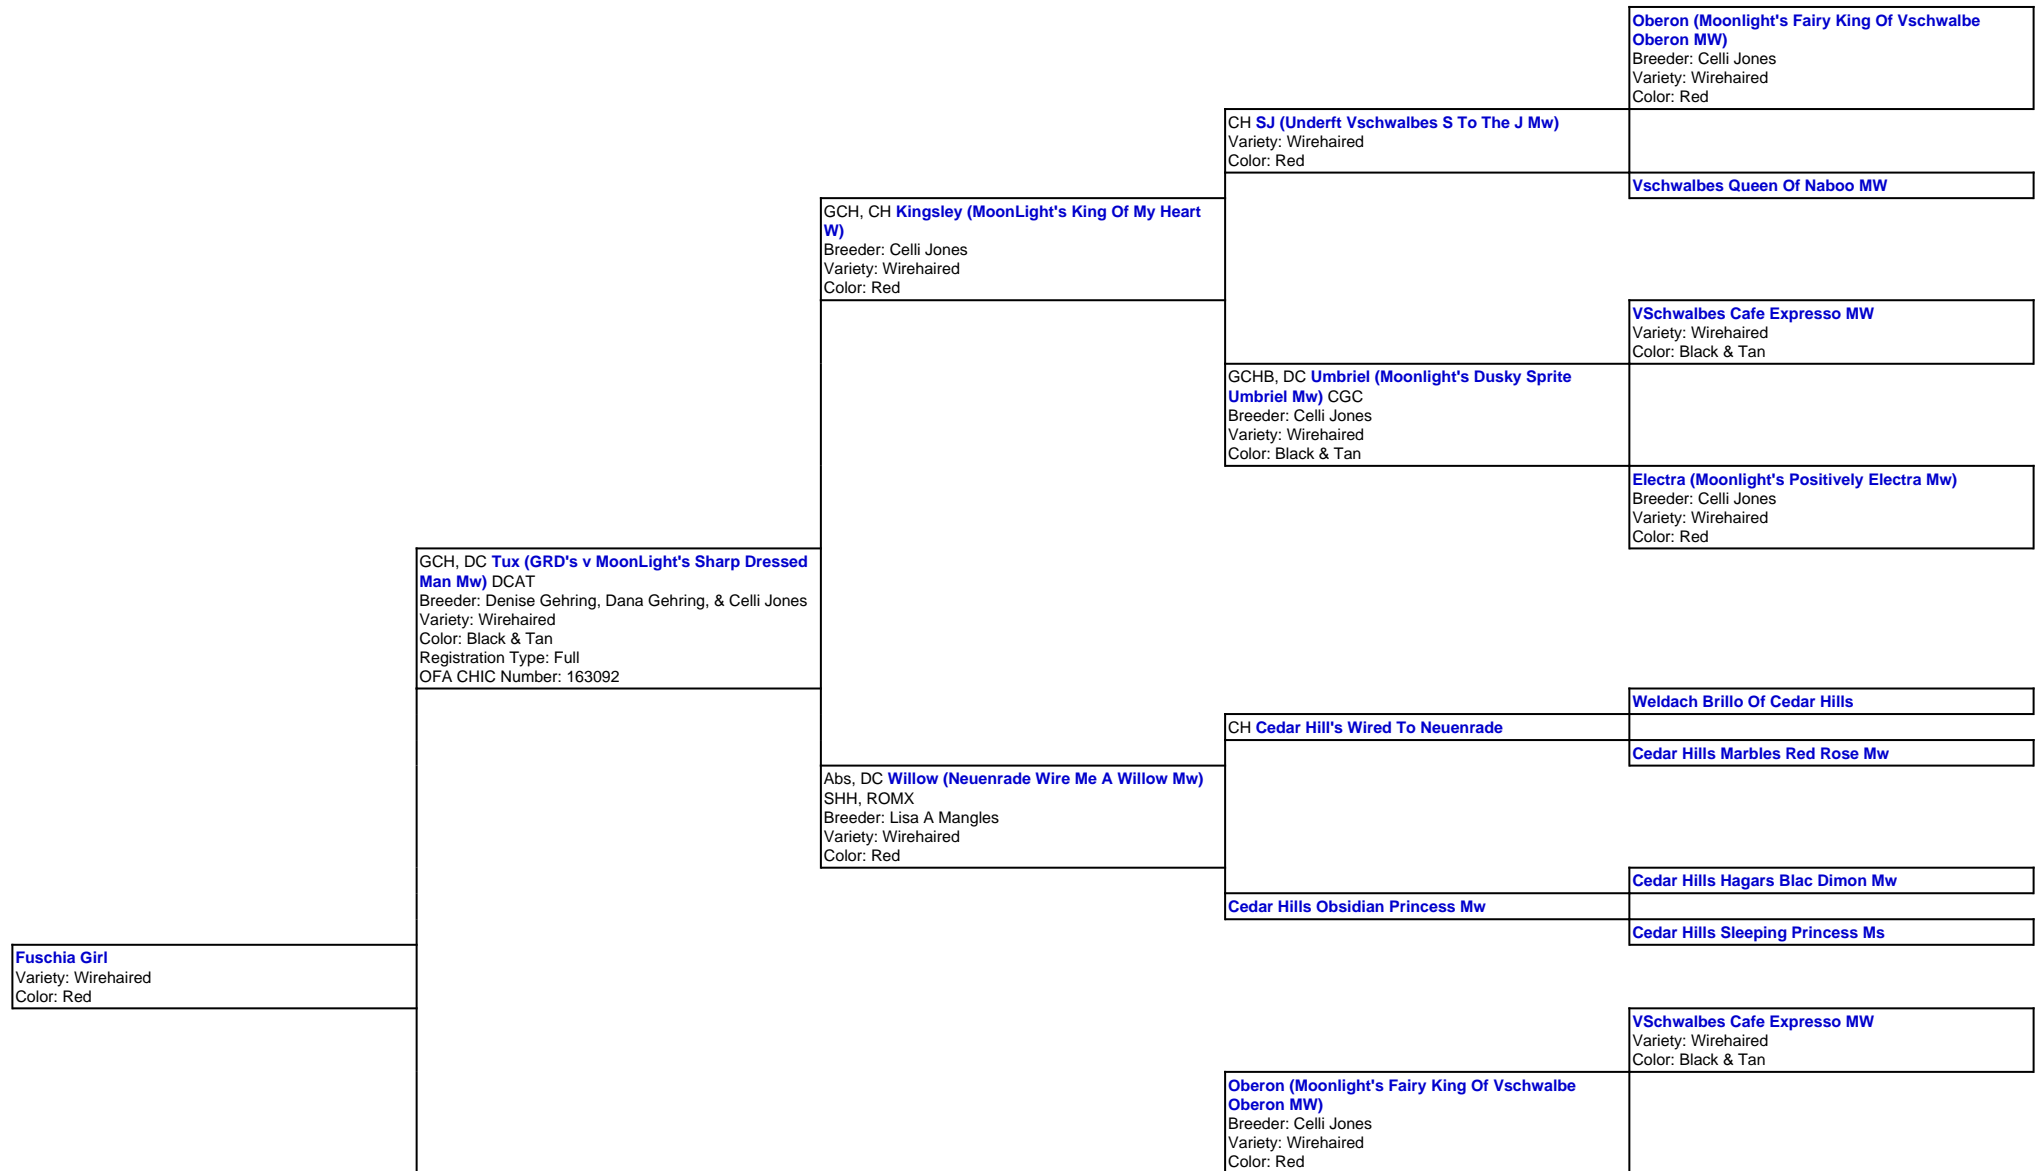 Oberon (Moonlight's Fairy King Of Vschwalbe
Oberon MW)
Breeder: Celli Jones
Variety: Wirehaired
Color: Red
CH SJ (Underft Vschwalbes S To The J Mw)
Variety: Wirehaired
Color: Red
Vschwalbes Queen Of Naboo MW
GCH, CH Kingsley (MoonLight's King Of My Heart
W)
Breeder: Celli Jones
Variety: Wirehaired
Color: Red
VSchwalbes Cafe Expresso MW
Variety: Wirehaired
Color: Black & Tan
GCHB, DC Umbriel (Moonlight's Dusky Sprite
Umbriel Mw) CGC
Breeder: Celli Jones
Variety: Wirehaired
Color: Black & Tan
Electra (Moonlight's Positively Electra Mw)
Breeder: Celli Jones
Variety: Wirehaired
Color: Red
GCH, DC Tux (GRD's v MoonLight's Sharp Dressed
Man Mw) DCAT
Breeder: Denise Gehring, Dana Gehring, & Celli Jones
Variety: Wirehaired
Color: Black & Tan
Registration Type: Full
OFA CHIC Number: 163092
Weldach Brillo Of Cedar Hills
CH Cedar Hill's Wired To Neuenrade
Cedar Hills Marbles Red Rose Mw
Abs, DC Willow (Neuenrade Wire Me A Willow Mw)
SHH, ROMX
Breeder: Lisa A Mangles
Variety: Wirehaired
Color: Red
Cedar Hills Hagars Blac Dimon Mw
Cedar Hills Obsidian Princess Mw
Cedar Hills Sleeping Princess Ms
Fuschia Girl
Variety: Wirehaired
Color: Red
VSchwalbes Cafe Expresso MW
Variety: Wirehaired
Color: Black & Tan
Oberon (Moonlight's Fairy King Of Vschwalbe
Oberon MW)
Breeder: Celli Jones
Variety: Wirehaired
Color: Red